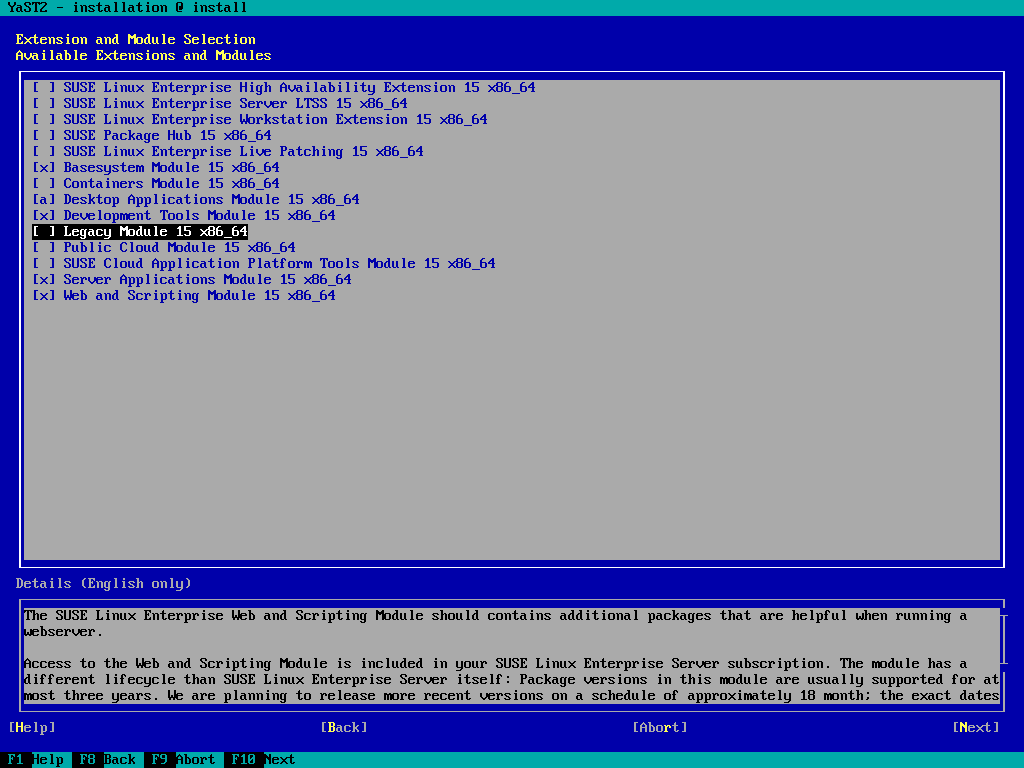 YaST2 - installation @ install
Extension and Module Selection
Available Extensions and Modules
[ ] SUSE Linux Enterprise High Availability Extension 15 x86_64
[ ] SUSE Linux Enterprise Server LTSS 15 x86_64
[ ] SUSE Linux Enterprise Workstation Extension 15 x86_64
[ ] SUSE Package Hub 15 x86_64
[ ] SUSE Linux Enterprise Live Patching 15 x86_64
[x] Basesystem Module 15 x86_64
[ ] Containers Module 15 x86_64
[a] Desktop Applications Module 15 x86_64
[x] Development Tools Module 15 x86_64
[ ] Legacy Module 15 x86_64
[ ] Public Cloud Module 15 x86_64
[ ] SUSE Cloud Application Platform Tools Module 15 x86_64
[x] Server Applications Module 15 x86_64
[x] Web and Scripting Module 15 x86_64
Details (English only)
The SUSE Linux Enterprise Web and Scripting Module should contains additional packages that are helpful when running a
webserver.
Access to the Web and Scripting Module is included in your SUSE Linux Enterprise Server subscription. The module has a
different lifecycle than SUSE Linux Enterprise Server itself: Package versions in this module are usually supported for at
most three years. We are planning to release more recent versions on a schedule of approximately 18 month; the exact dates
[Help] [Back] [Abort] [Next]
F1 Help F8 Back F9 Abort F10 Next